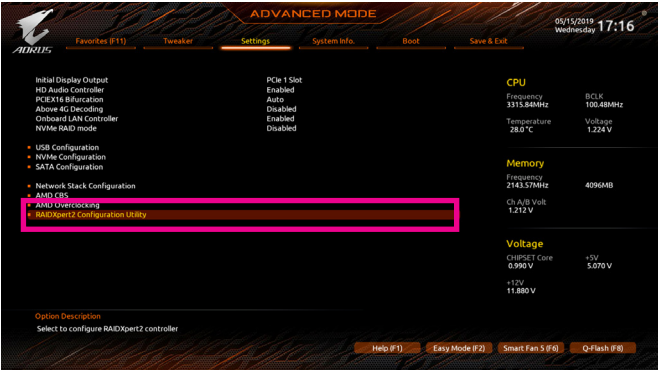 ADVANCED MODE
05/15/2019 Wednesday 17:16
AORUS
Favorites (F11) Tweaker Settings System Info. Boot Save & Exit
Initial Display Output PCIe 1 Slot
HD Audio Controller Enabled
PCIEX16 Bifurcation Auto
Above 4G Decoding Disabled
Onboard LAN Controller Enabled
NVMe RAID mode Disabled
USB Configuration
NVMe Configuration
SATA Configuration
Network Stack Configuration
AMD CBS
AMD Overclocking
RAIDXpert2 Configuration Utility
CPU
Frequency BCLK
3315.84MHz 100.48MHz
Temperature Voltage
28.0 °C 1.224 V
Memory
Frequency
2143.57MHz 4096MB
Ch A/B Volt
1.212 V
Voltage
CHIPSET Core +5V
0.990 V 5.070 V
+12V
11.880 V
Option Description
Select to configure RAIDXpert2 controller
Help (F1) Easy Mode (F2) Smart Fan 5 (F6) Q-Flash (F8)